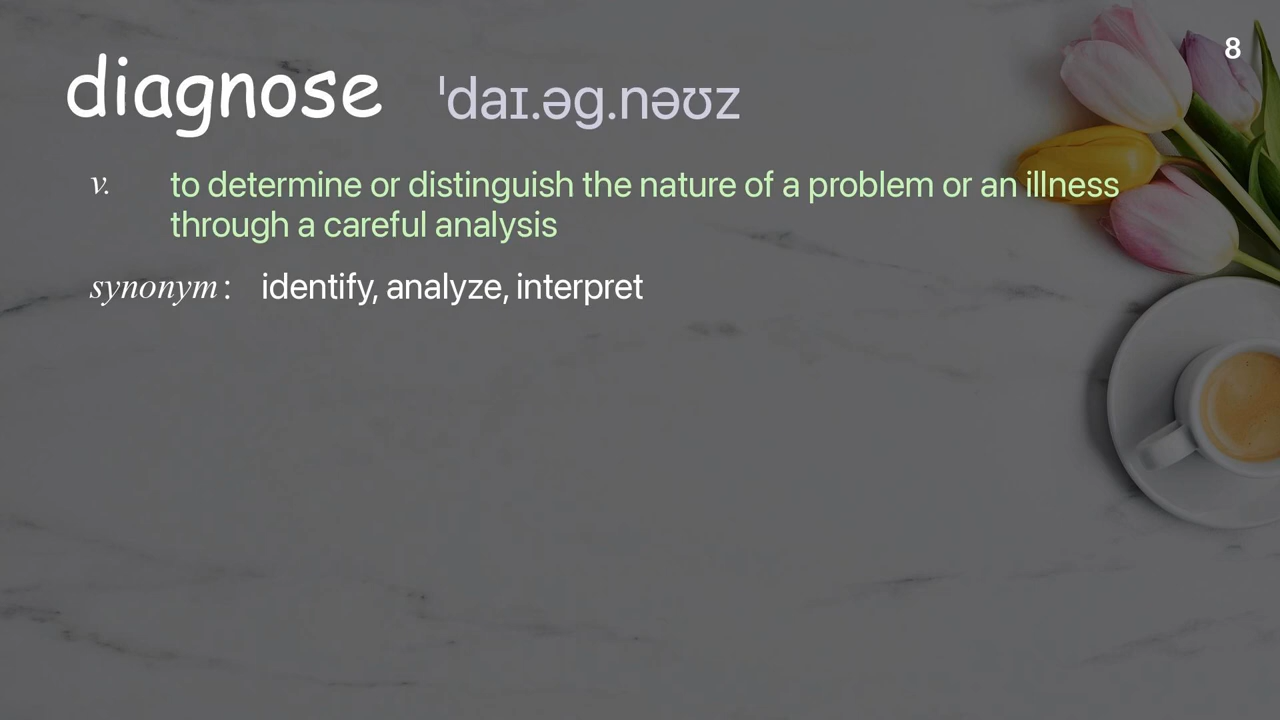 8
diagnose ˈdaɪ.əg.nəʊz
v. to determine or distinguish the nature of a problem or an illness
through a careful analysis
synonym: identify, analyze, interpret